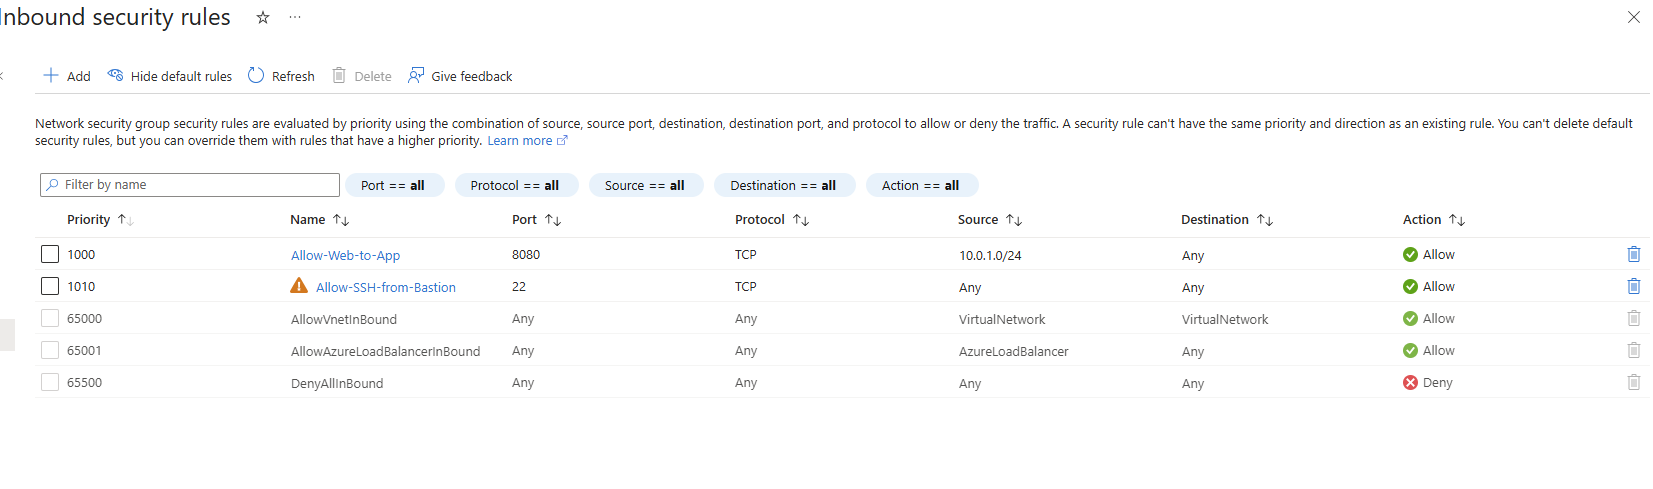 Inbound security rules
Add Hide default rules Refresh Delete Give feedback
Network security group security rules are evaluated by priority using the combination of source, source port, destination, destination port, and protocol to allow or deny the traffic. A security rule can't have the same priority and direction as an existing rule. You can't delete default
security rules, but you can override them with rules that have a higher priority. Learn more
Filter by name Port == all Protocol == all Source == all Destination == all Action == all
Priority Name Port Protocol Source Destination Action
1000 Allow-Web-to-App 8080 TCP 10.0.1.0/24 Any Allow
1010 Allow-SSH-from-Bastion 22 TCP Any Any Allow
65000 AllowVnetInBound Any Any VirtualNetwork VirtualNetwork Allow
65001 AllowAzureLoadBalancerInBound Any Any AzureLoadBalancer Any Allow
65500 DenyAllInBound Any Any Any Any Deny